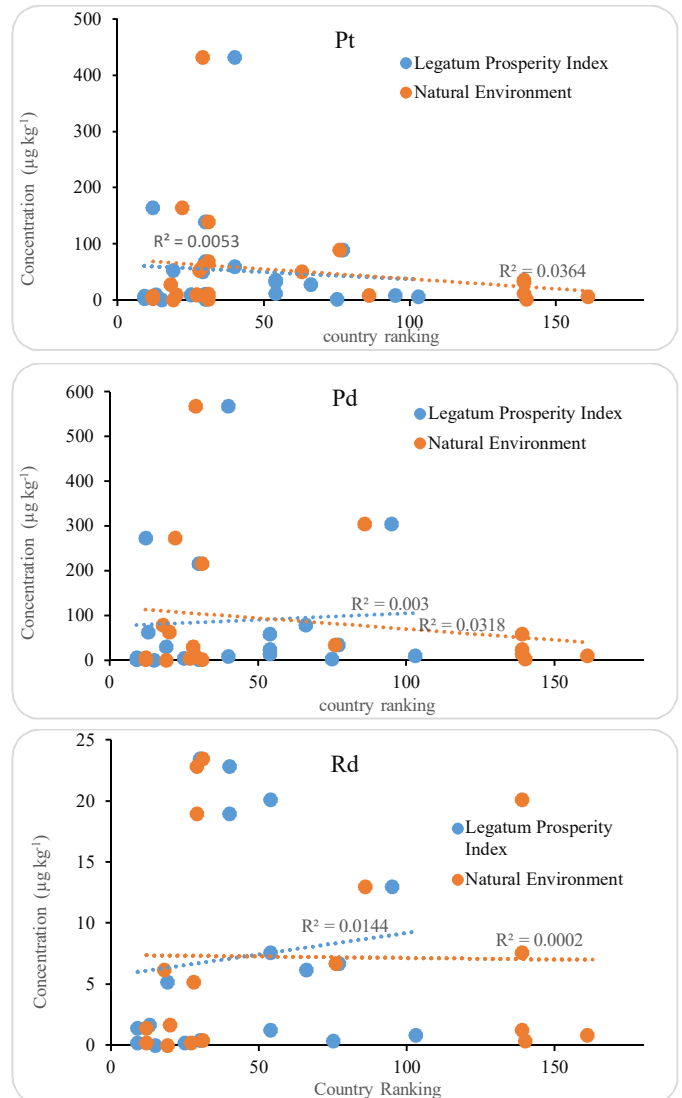 Pt
500
Legatum Prosperity Index
Natural Environment
400
300
200
100
0
R² = 0.0053
R² = 0.0364
Concentration (µg kg⁻¹)
0 50 100 150
country ranking
Pd
600
Legatum Prosperity Index
Natural Environment
500
400
300
200
100
0
R² = 0.003
R² = 0.0318
Concentration (µg kg⁻¹)
0 50 100 150
country ranking
Rd
25
20
15
10
5
0
Legatum Prosperity
Index
Natural Environment
R² = 0.0144
R² = 0.0002
Concentration (µg kg⁻¹)
0 50 100 150
Country Ranking